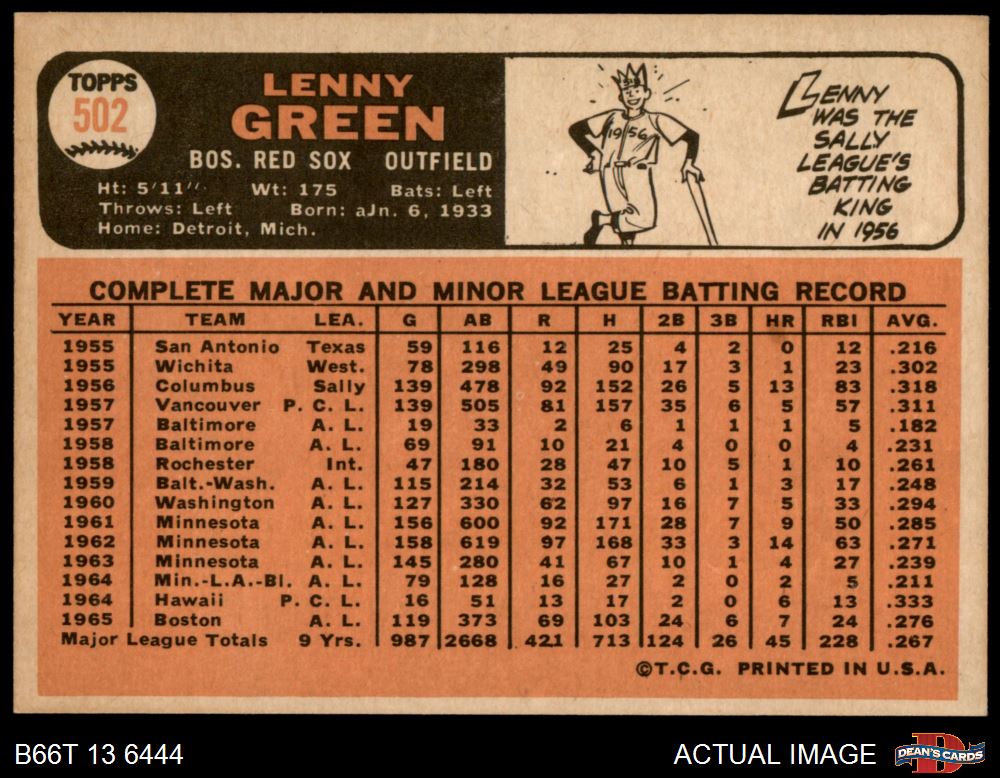 TOPPS
502
LENNY
GREEN
BOS. RED SOX OUTFIELD
Ht: 5'11" Wt: 175 Bats: Left
Throws: Left Born: aJn. 6, 1933
Home: Detroit, Mich.
1956
LENNY
WAS THE
SALLY
LEAGUE'S
BATTING
KING
IN 1956
COMPLETE MAJOR AND MINOR LEAGUE BATTING RECORD
YEAR TEAM LEA. G AB R H 2B 3B HR RBI AVG.
1955 San Antonio Texas 59 116 12 25 4 2 0 12 .216
1955 Wichita West. 78 298 49 90 17 3 1 23 .302
1956 Columbus Sally 139 478 92 152 26 5 13 83 .318
1957 Vancouver P. C. L. 139 505 81 157 35 6 5 57 .311
1957 Baltimore A. L. 19 33 2 6 1 1 1 5 .182
1958 Baltimore A. L. 69 91 10 21 4 0 0 4 .231
1958 Rochester Int. 47 180 28 47 10 5 1 10 .261
1959 Balt.-Wash. A. L. 115 214 32 53 6 1 3 17 .248
1960 Washington A. L. 127 330 62 97 16 7 5 33 .294
1961 Minnesota A. L. 156 600 92 171 28 7 9 50 .285
1962 Minnesota A. L. 158 619 97 168 33 3 14 63 .271
1963 Minnesota A. L. 145 280 41 67 10 1 4 27 .239
1964 Min.-L.A.-Bl. A. L. 79 128 16 27 2 0 2 5 .211
1964 Hawaii P. C. L. 16 51 13 17 2 0 6 13 .333
1965 Boston A. L. 119 373 69 103 24 6 7 24 .276
Major League Totals 9 Yrs. 987 2668 421 713 124 26 45 228 .267
©T.C.G. PRINTED IN U.S.A.
B66T 13 6444
ACTUAL IMAGE
DEAN'S CARDS